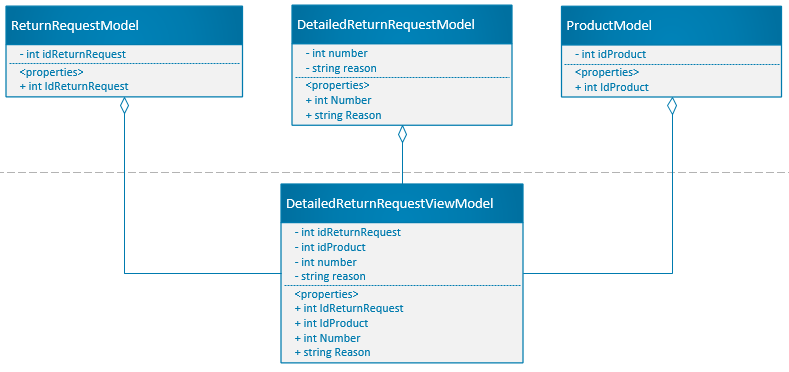 ReturnRequestModel
- int idReturnRequest
<properties>
+ int IdReturnRequest
DetailedReturnRequestModel
- int number
- string reason
<properties>
+ int Number
+ string Reason
ProductModel
- int idProduct
<properties>
+ int IdProduct
DetailedReturnRequestViewModel
- int idReturnRequest
- int idProduct
- int number
- string reason
<properties>
+ int IdReturnRequest
+ int IdProduct
+ int Number
+ string Reason